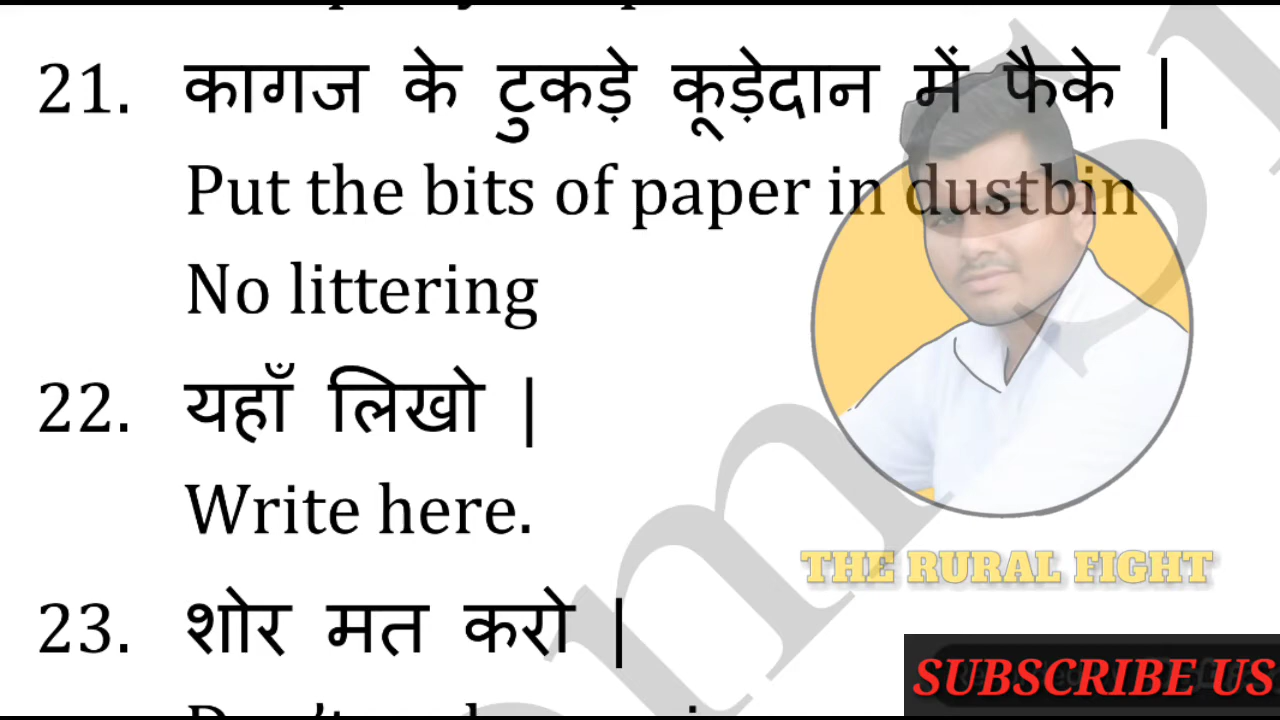 21. कागज के टुकड़े कूड़ेदान में फैके |
Put the bits of paper in dustbin
No littering
22. यहाँ लिखो |
Write here.
23. शोर मत करो |
THE RURAL FIGHT
SUBSCRIBE US